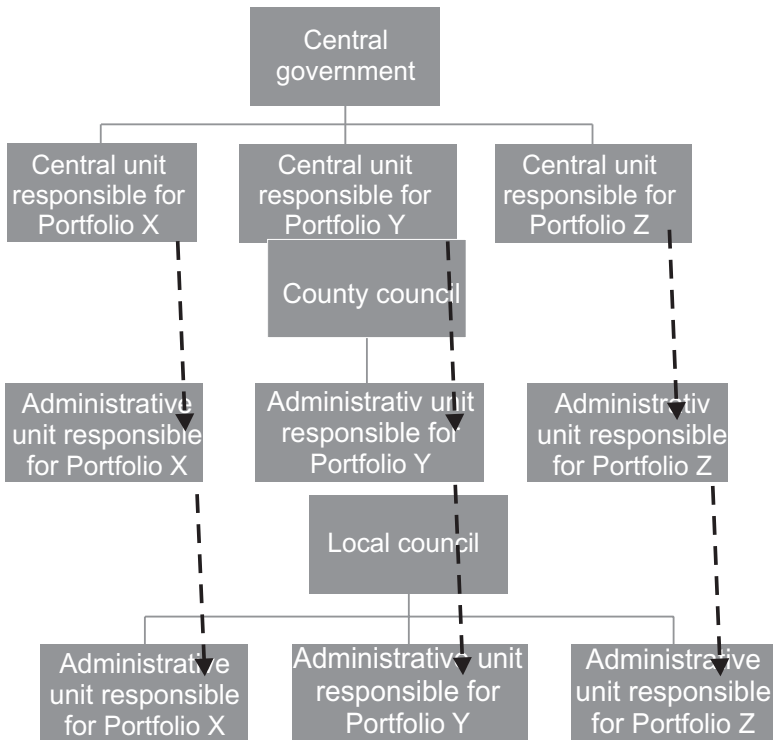 Central
government
Central unit
responsible for
Portfolio X
Central unit
responsible for
Portfolio Y
Central unit
responsible for
Portfolio Z
County council
Administrative
unit responsible
for Portfolio X
Administrativ unit
responsible for
Portfolio Y
Administrativ
unit responsible
for Portfolio Z
Local council
Administrative
unit responsible
for Portfolio X
Administrative unit
responsible for
Portfolio Y
Administrative
unit responsible
for Portfolio Z